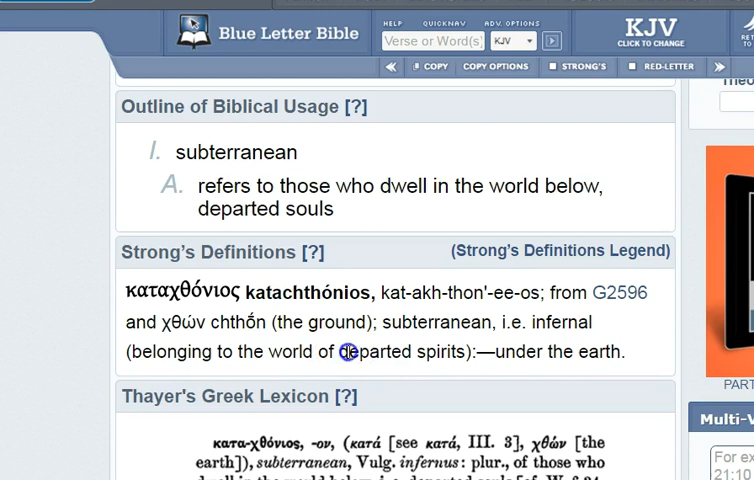 HELP QUICKNAV ADV. OPTIONS
Blue Letter Bible
Verse or Word(s)
KJV
KJV
CLICK TO CHANGE
COPY COPY OPTIONS STRONG'S RED-LETTER
Outline of Biblical Usage [?]
I. subterranean
A. refers to those who dwell in the world below,
departed souls
Strong's Definitions [?] (Strong's Definitions Legend)
καταχθόνιος katachthónios, kat-akh-thon'-ee-os; from G2596
and χθών chthṓn (the ground); subterranean, i.e. infernal
(belonging to the world of departed spirits):—under the earth.
Thayer's Greek Lexicon [?]
κατα-χθόνιος, -ον, (κατά [see κατά, III. 3], χθών [the
earth]), subterranean, Vulg. infernus: plur., of those who
PART
Multi-V
For ex
21:10